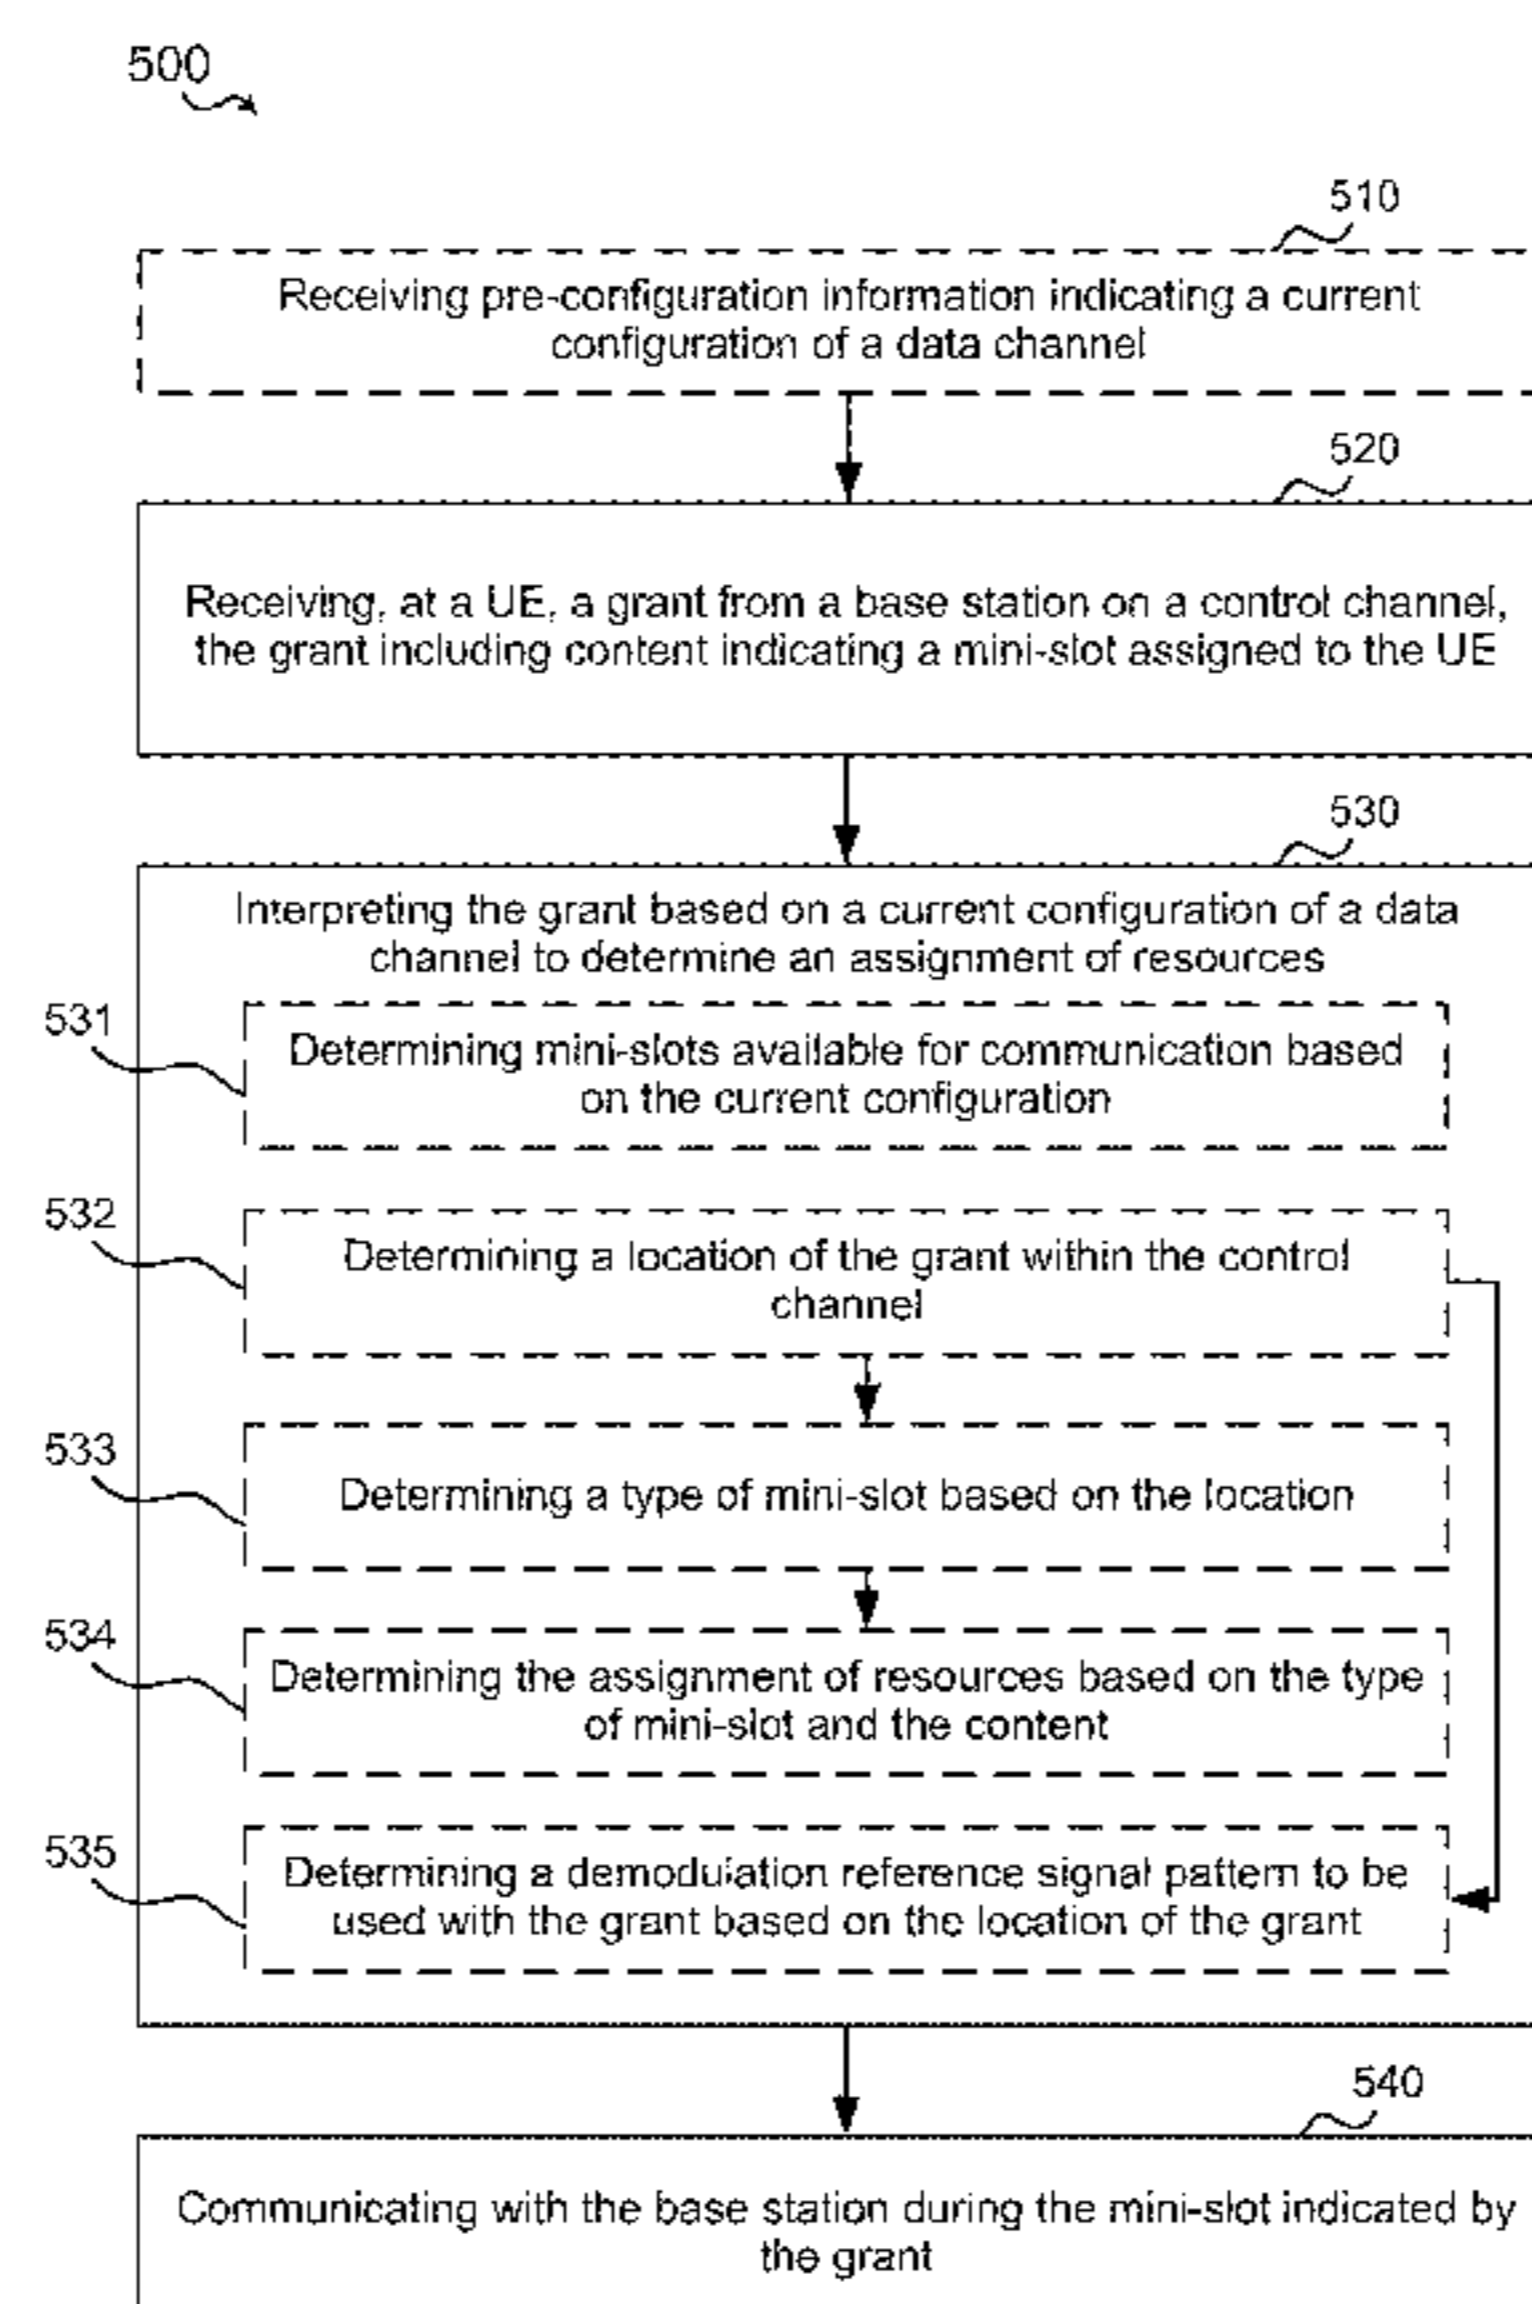 500
510
Receiving pre-configuration information indicating a current
configuration of a data channel
520
Receiving, at a UE, a grant from a base station on a control channel,
the grant including content indicating a mini-slot assigned to the UE
530
Interpreting the grant based on a current configuration of a data
channel to determine an assignment of resources
531
Determining mini-slots available for communication based
on the current configuration
532
Determining a location of the grant within the control
channel
533
Determining a type of mini-slot based on the location
534
Determining the assignment of resources based on the type
of mini-slot and the content
535
Determining a demodulation reference signal pattern to be
used with the grant based on the location of the grant
540
Communicating with the base station during the mini-slot indicated by
the grant